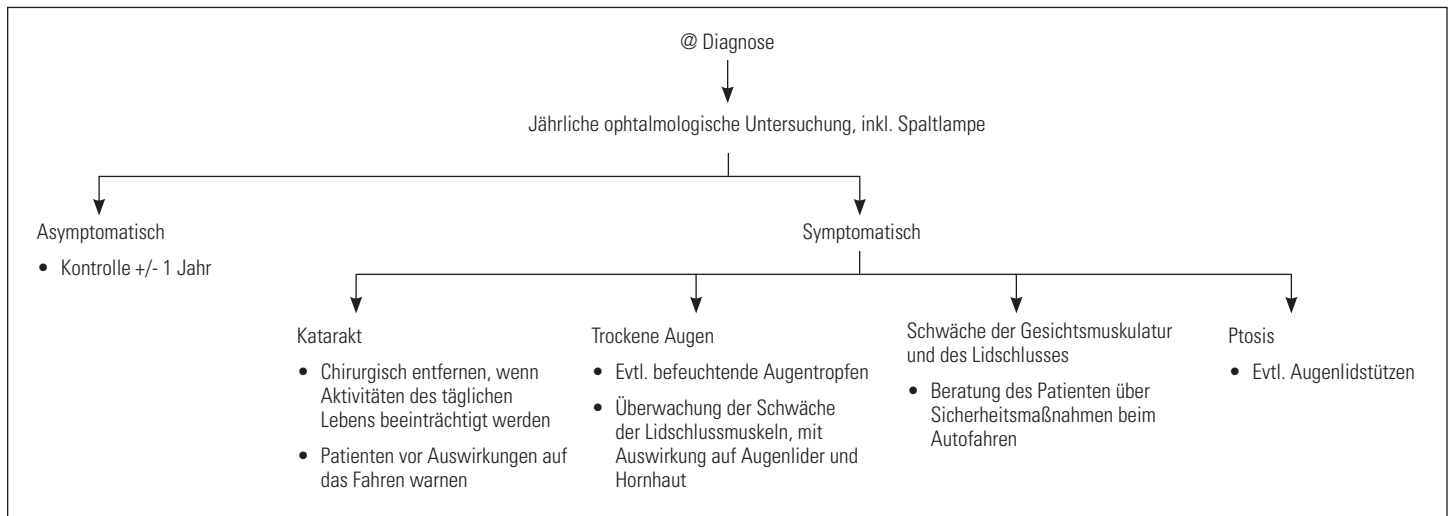 @ Diagnose
Jährliche ophtalmologische Untersuchung, inkl. Spaltlampe
Asymptomatisch
• Kontrolle +/- 1 Jahr
Symptomatisch
Katarakt
• Chirurgisch entfernen, wenn
Aktivitäten des täglichen
Lebens beeinträchtigt werden
• Patienten vor Auswirkungen auf
das Fahren warnen
Trockene Augen
• Evtl. befeuchtende Augentropfen
• Überwachung der Schwäche
der Lidschlussmuskeln, mit
Auswirkung auf Augenlider und
Hornhaut
Schwäche der Gesichtsmuskulatur
und des Lidschlusses
• Beratung des Patienten über
Sicherheitsmaßnahmen beim
Autofahren
Ptosis
• Evtl. Augenlidstützen